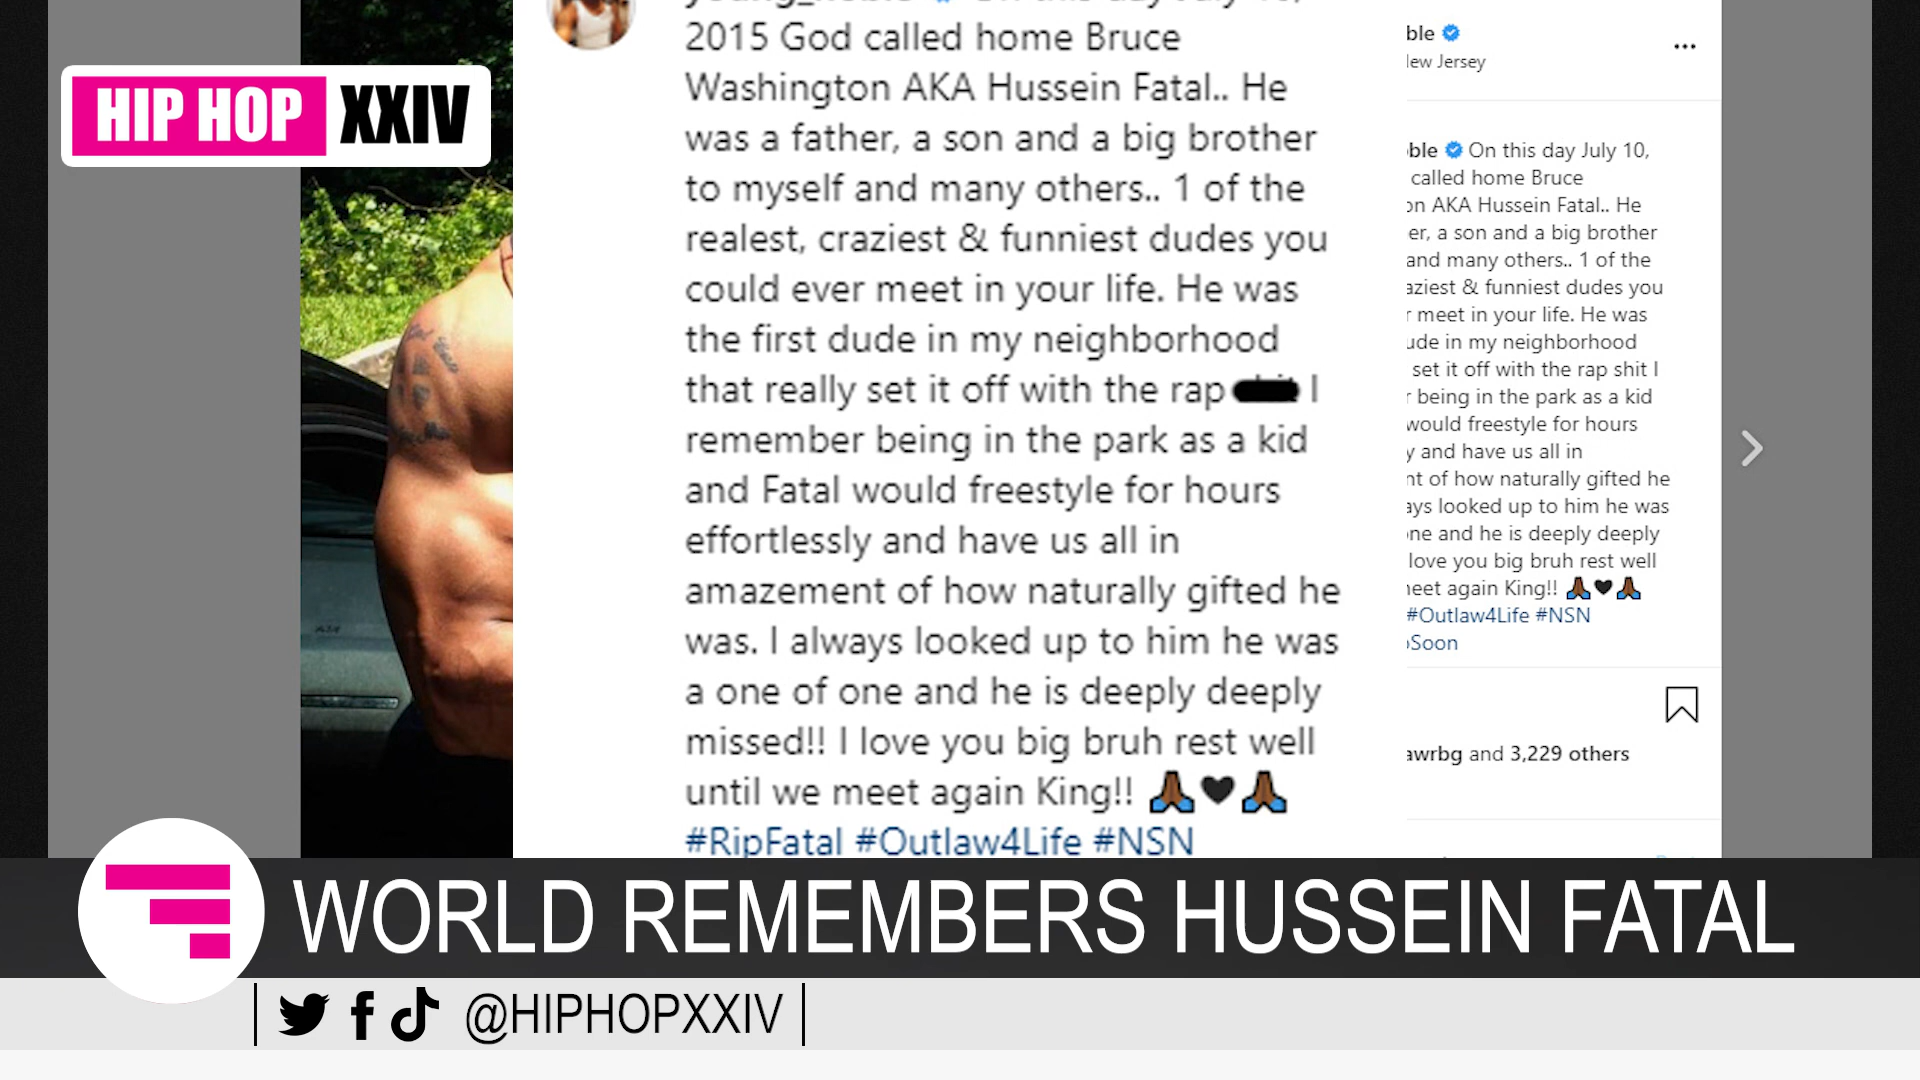 HIP HOP XXIV
2015 God called home Bruce
Washington AKA Hussein Fatal.. He
was a father, a son and a big brother
to myself and many others.. 1 of the
realest, craziest & funniest dudes you
could ever meet in your life. He was
the first dude in my neighborhood
that really set it off with the rap I
remember being in the park as a kid
and Fatal would freestyle for hours
effortlessly and have us all in
amazement of how naturally gifted he
was. I always looked up to him he was
a one of one and he is deeply deeply
missed!! I love you big bruh rest well
until we meet again King!! 🙏🏾🖤🙏🏾
#RipFatal #Outlaw4Life #NSN
ble
lew Jersey
ble On this day July 10,
called home Bruce
on AKA Hussein Fatal.. He
er, a son and a big brother
and many others.. 1 of the
aziest & funniest dudes you
r meet in your life. He was
ude in my neighborhood
set it off with the rap shit I
r being in the park as a kid
would freestyle for hours
y and have us all in
nt of how naturally gifted he
ays looked up to him he was
one and he is deeply deeply
love you big bruh rest well
neet again King!! 🙏🏾🖤🙏🏾
#Outlaw4Life #NSN
Soon
awrbg and 3,229 others
WORLD REMEMBERS HUSSEIN FATAL
@HIPHOPXXIV